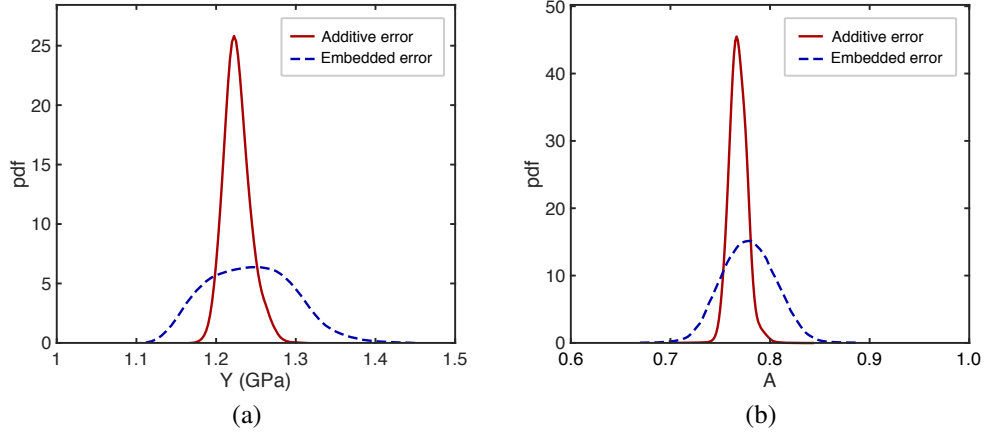 25
20
15
10
5
0
pdf
Additive error
Embedded error
1
1.1
1.2
1.3
1.4
1.5
Y (GPa)
(a)
50
40
30
20
10
0
pdf
Additive error
Embedded error
0.6
0.7
0.8
0.9
1.0
A
(b)